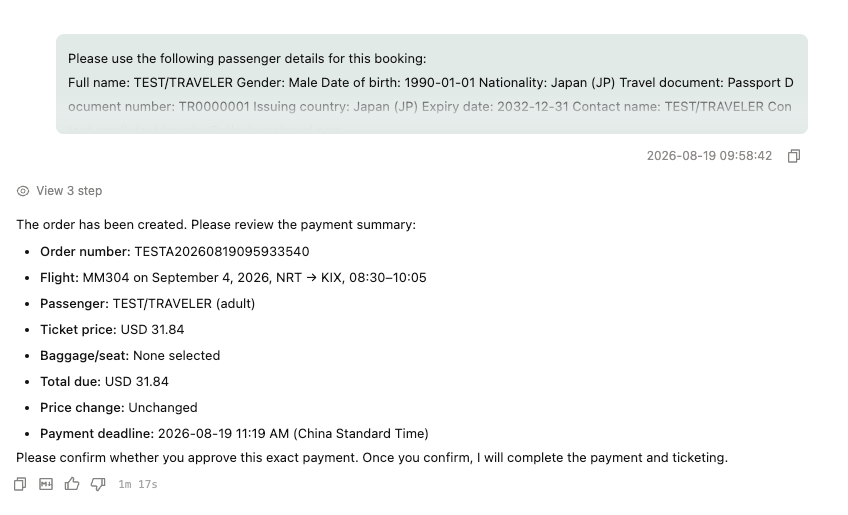 Please use the following passenger details for this booking:
Full name: TEST/TRAVELER Gender: Male Date of birth: 1990-01-01 Nationality: Japan (JP) Travel document: Passport D
ocument number: TR0000001 Issuing country: Japan (JP) Expiry date: 2032-12-31 Contact name: TEST/TRAVELER Con
2026-08-19 09:58:42
View 3 step
The order has been created. Please review the payment summary:
• Order number: TESTA20260819095933540
• Flight: MM304 on September 4, 2026, NRT → KIX, 08:30–10:05
• Passenger: TEST/TRAVELER (adult)
• Ticket price: USD 31.84
• Baggage/seat: None selected
• Total due: USD 31.84
• Price change: Unchanged
• Payment deadline: 2026-08-19 11:19 AM (China Standard Time)
Please confirm whether you approve this exact payment. Once you confirm, I will complete the payment and ticketing.
1m 17s